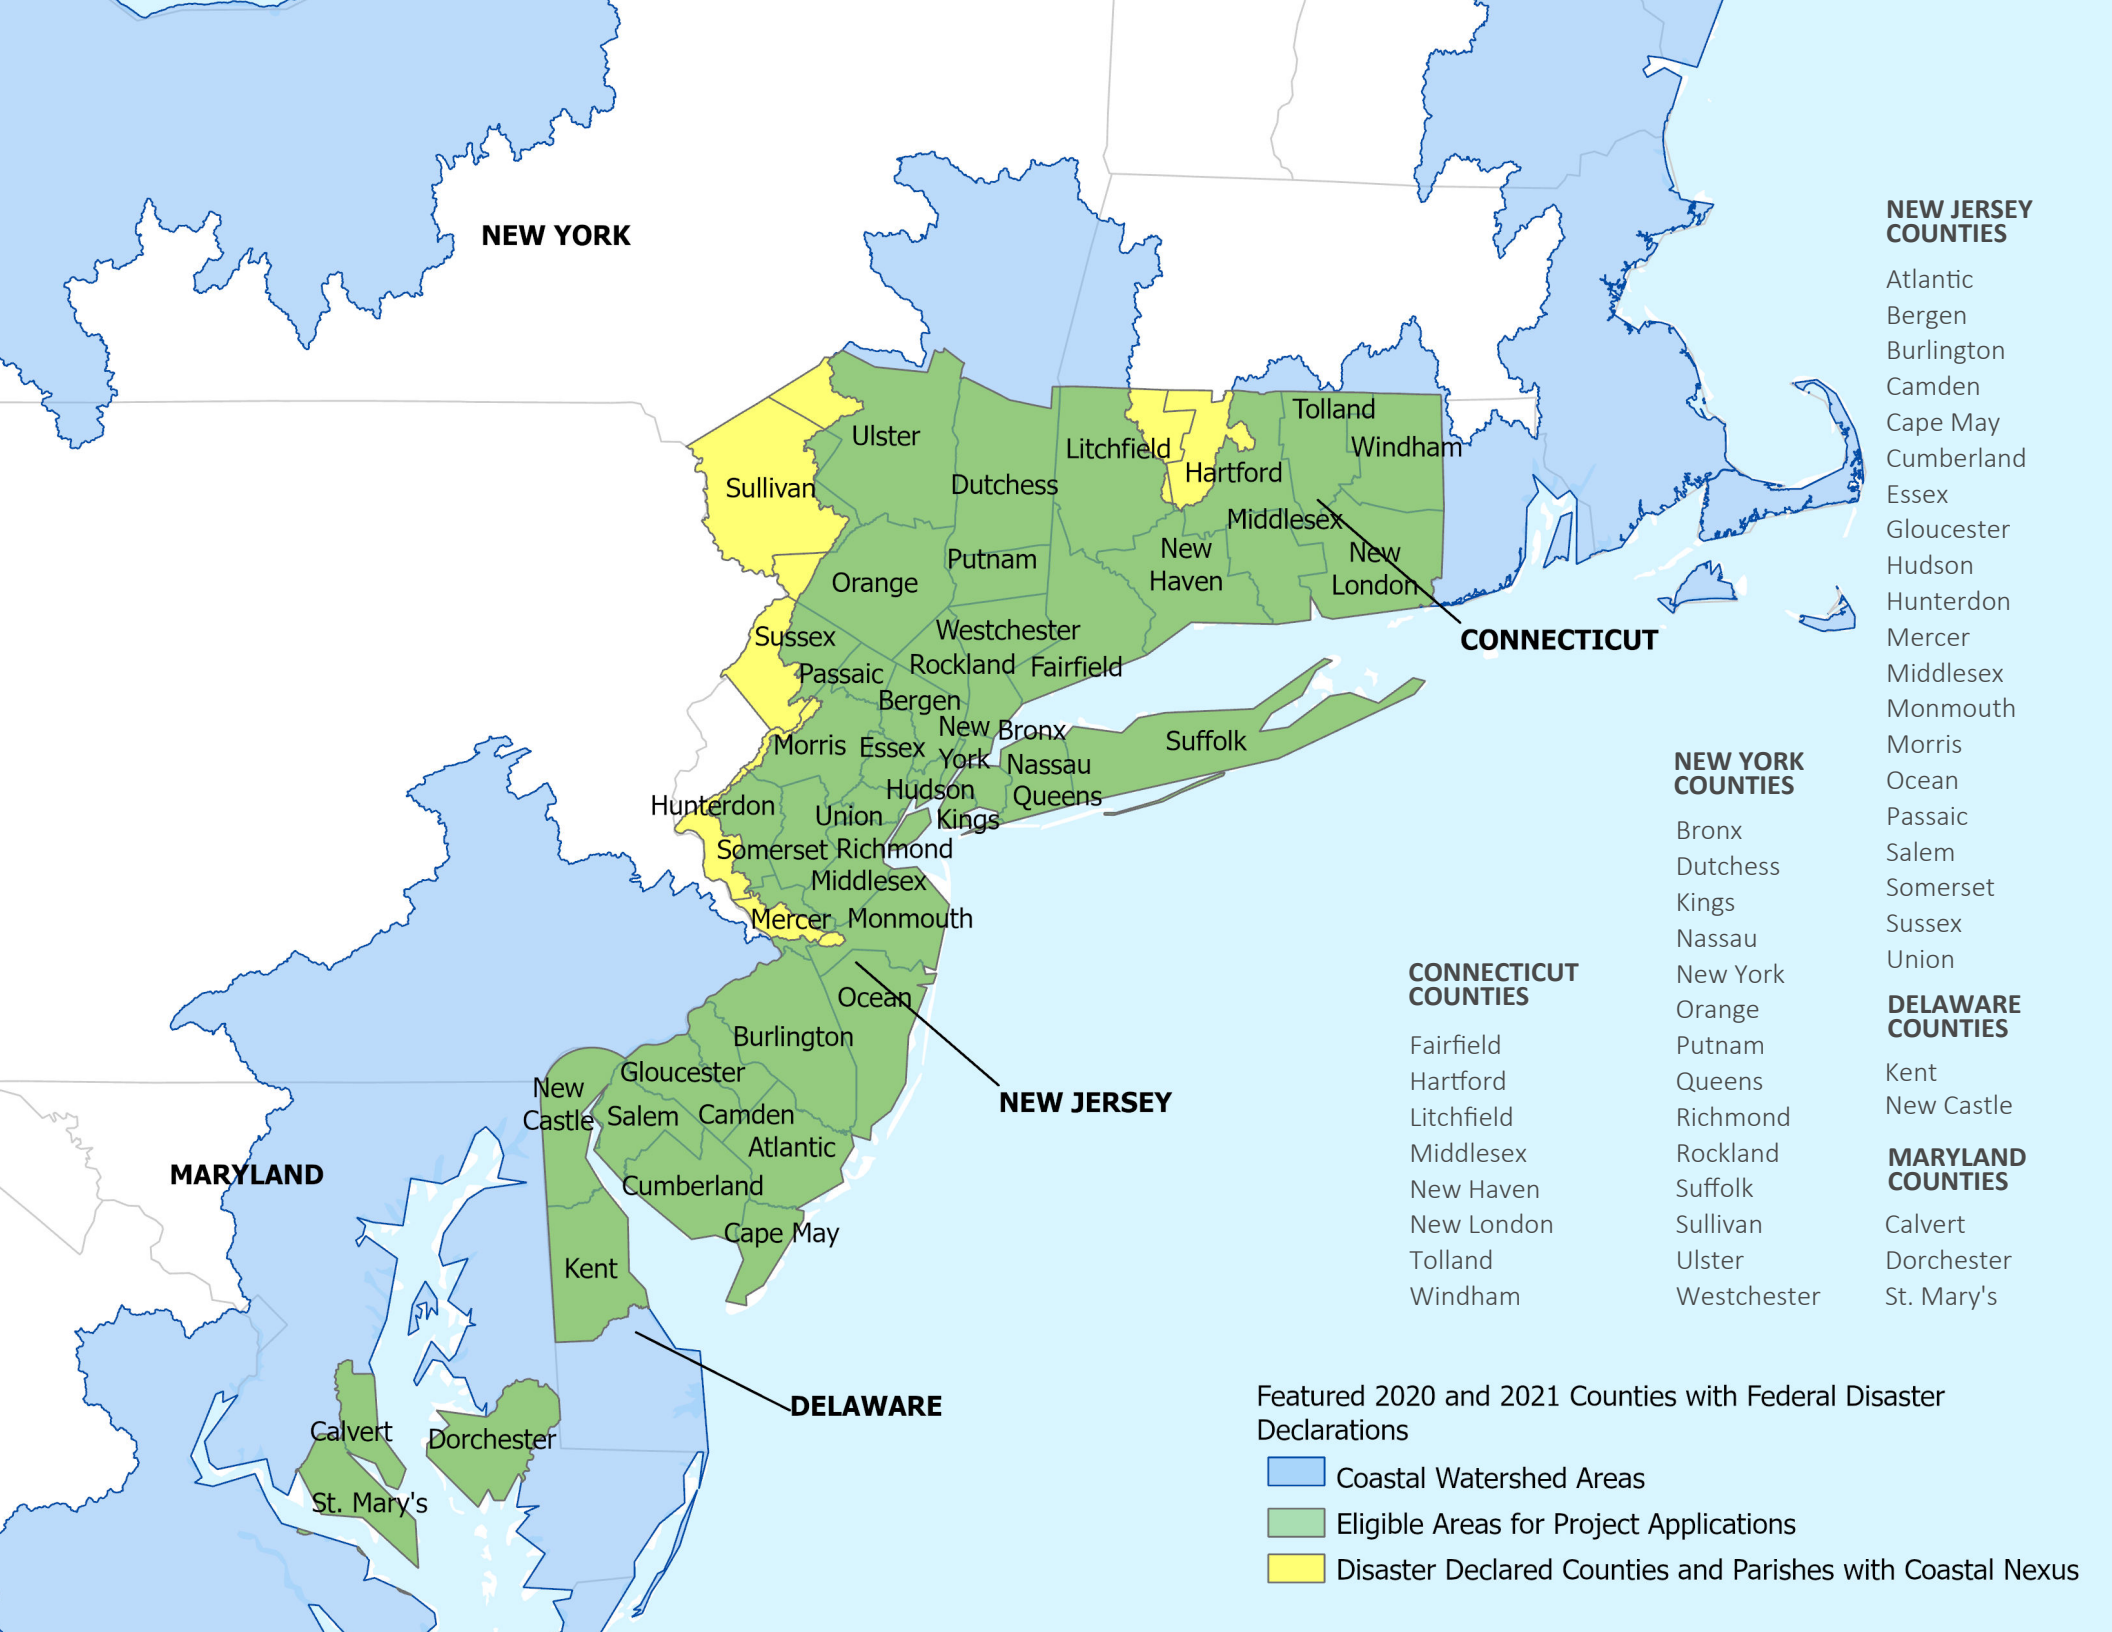 NEW YORK
NEW JERSEY
COUNTIES
Atlantic
Bergen
Burlington
Camden
Cape May
Cumberland
Essex
Gloucester
Hudson
Hunterdon
Mercer
Middlesex
Monmouth
Morris
Ocean
Passaic
Salem
Somerset
Sussex
Union
DELAWARE
COUNTIES
Kent
New Castle
MARYLAND
COUNTIES
Calvert
Dorchester
St. Mary's
NEW YORK
COUNTIES
Bronx
Dutchess
Kings
Nassau
New York
Orange
Putnam
Queens
Richmond
Rockland
Suffolk
Sullivan
Ulster
Westchester
CONNECTICUT
COUNTIES
Fairfield
Hartford
Litchfield
Middlesex
New Haven
New London
Tolland
Windham
Tolland
Ulster
Litchfield
Windham
Sullivan
Dutchess
Hartford
Middlesex
Orange
Putnam
New
Haven
New
London
Sussex
Westchester
CONNECTICUT
Passaic
Rockland
Fairfield
Bergen
New
York
Bronx
Suffolk
Morris
Essex
Nassau
Hunterdon
Hudson
Queens
Union
Kings
Somerset
Richmond
Middlesex
Mercer
Monmouth
Ocean
Burlington
Gloucester
New
Castle
Salem
Camden
NEW JERSEY
Atlantic
MARYLAND
Cumberland
Cape May
Kent
DELAWARE
Calvert
Dorchester
St. Mary's
Featured 2020 and 2021 Counties with Federal Disaster
Declarations
Coastal Watershed Areas
Eligible Areas for Project Applications
Disaster Declared Counties and Parishes with Coastal Nexus